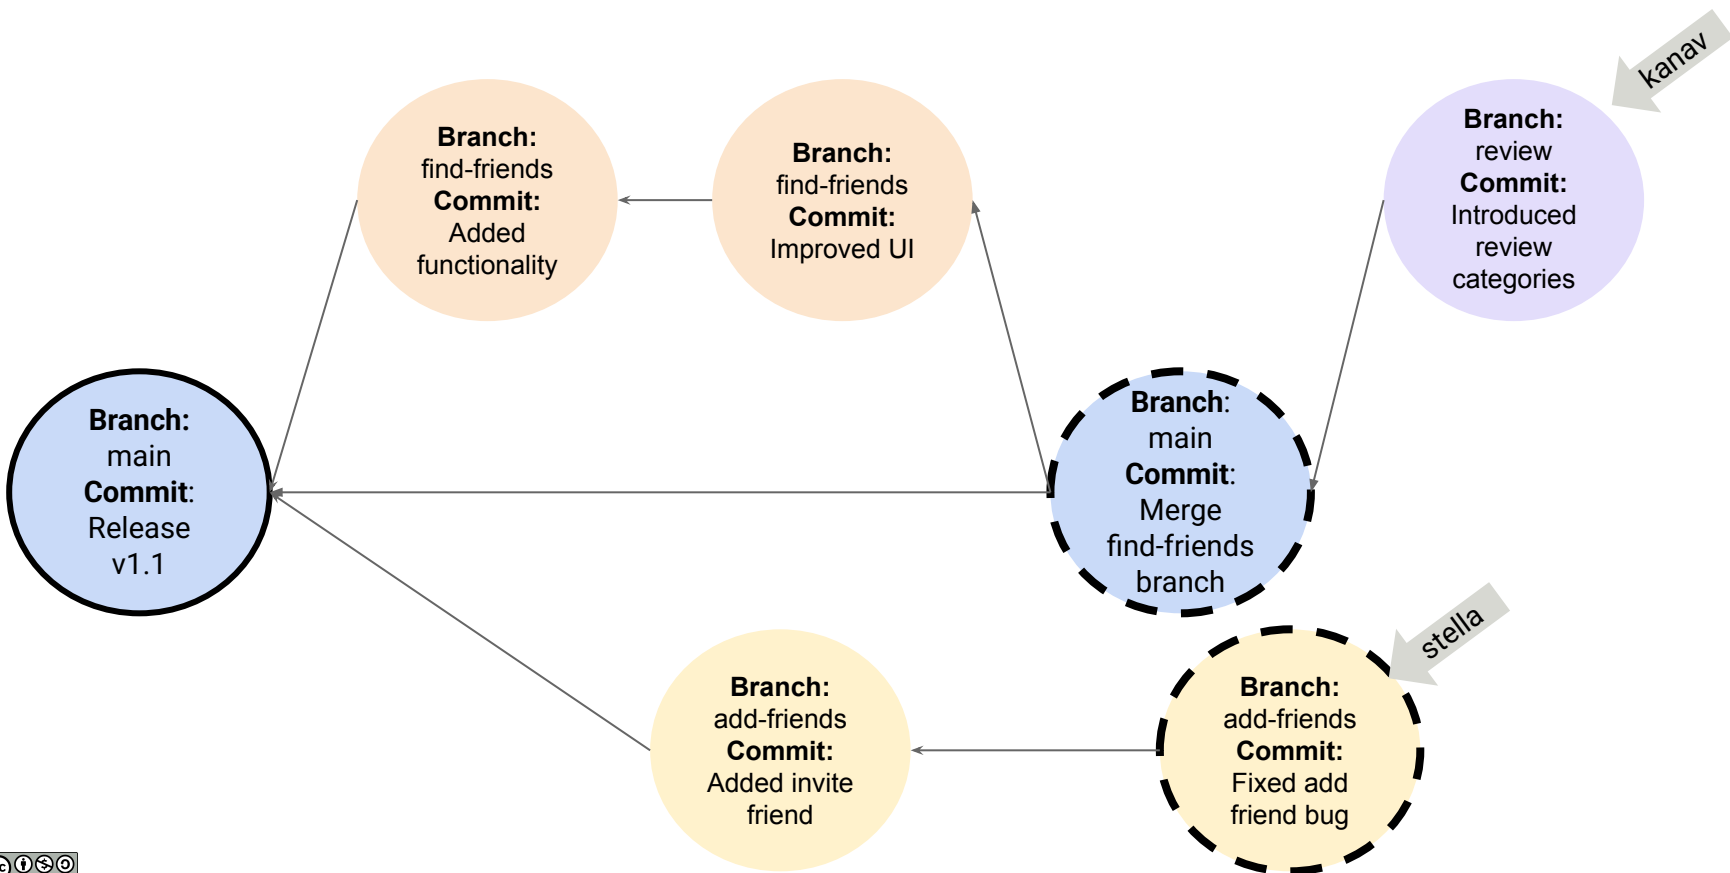 kanav
Branch:
find-friends
Commit:
Added
functionality
Branch:
find-friends
Commit:
Improved UI
Branch:
review
Commit:
Introduced
review
categories
Branch:
main
Commit:
Release
v1.1
Branch:
main
Commit:
Merge
find-friends
branch
stella
Branch:
add-friends
Commit:
Added invite
friend
Branch:
add-friends
Commit:
Fixed add
friend bug